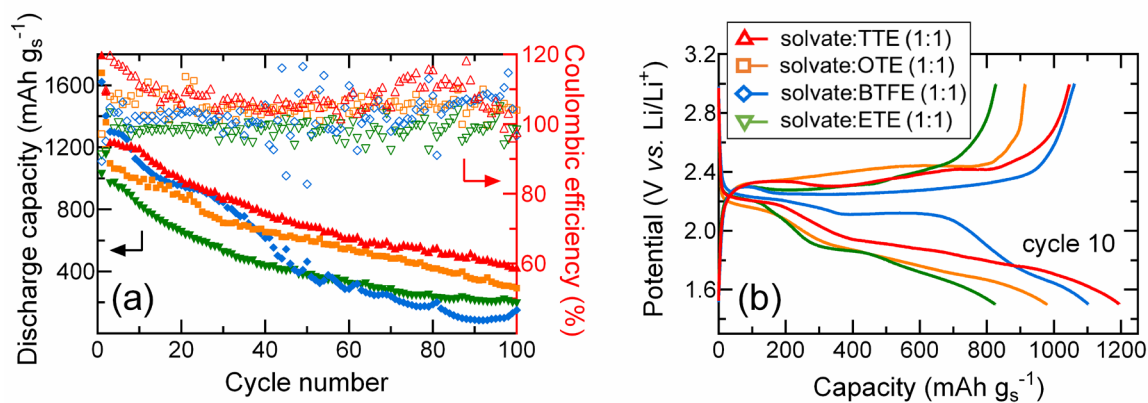 Discharge capacity (mAh gₛ⁻¹)
1600
1200
800
400
0
20
40
60
80
100
Cycle number
(a)
120
100
80
60
Coulombic efficiency (%)
solvate:TTE (1:1)
solvate:OTE (1:1)
solvate:BTFE (1:1)
solvate:ETE (1:1)
(b)
Potential (V vs. Li/Li⁺)
3.2
2.8
2.4
2.0
1.6
1.2
cycle 10
(b)
0
200
400
600
800
1000
1200
Capacity (mAh gₛ⁻¹)